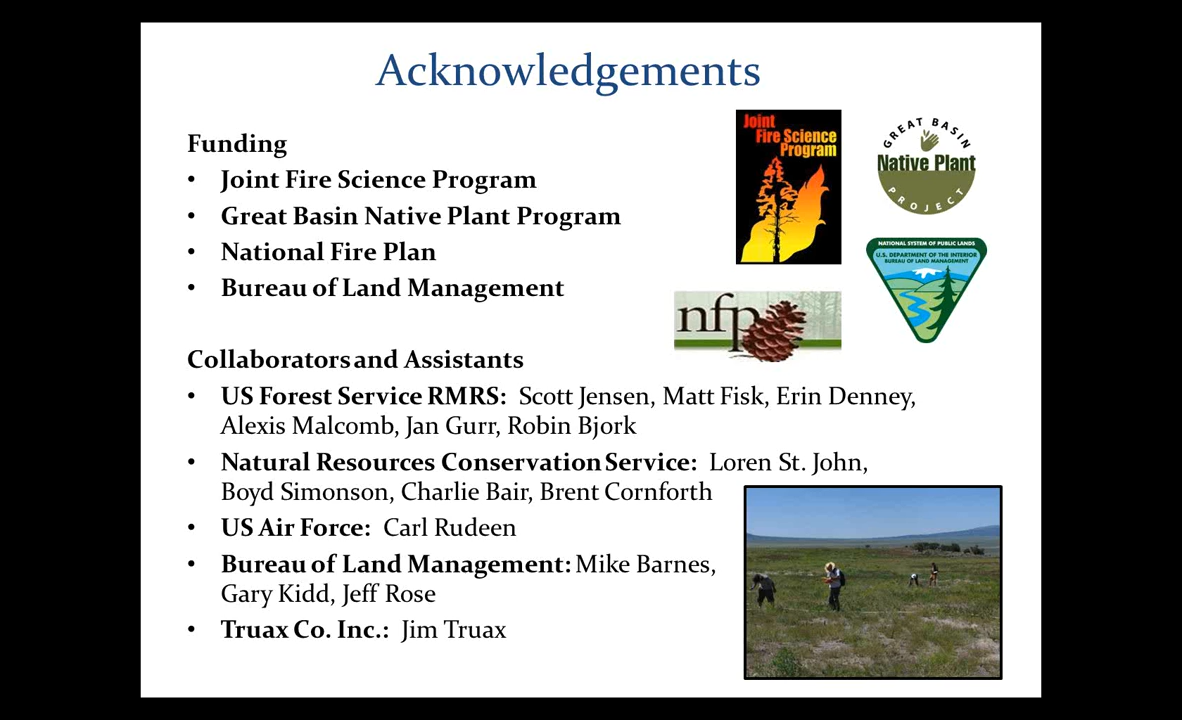 Acknowledgements
Funding
• Joint Fire Science Program
• Great Basin Native Plant Program
• National Fire Plan
• Bureau of Land Management
Joint
Fire Science
Program
GREAT BASIN
Native Plant
PROJECT
nfp
NATIONAL SYSTEM OF PUBLIC LANDS
U.S. DEPARTMENT OF THE INTERIOR
BUREAU OF LAND MANAGEMENT
Collaborators and Assistants
• US Forest Service RMRS: Scott Jensen, Matt Fisk, Erin Denney,
Alexis Malcomb, Jan Gurr, Robin Bjork
• Natural Resources Conservation Service: Loren St. John,
Boyd Simonson, Charlie Bair, Brent Cornforth
• US Air Force: Carl Rudeen
• Bureau of Land Management: Mike Barnes,
Gary Kidd, Jeff Rose
• Truax Co. Inc.: Jim Truax